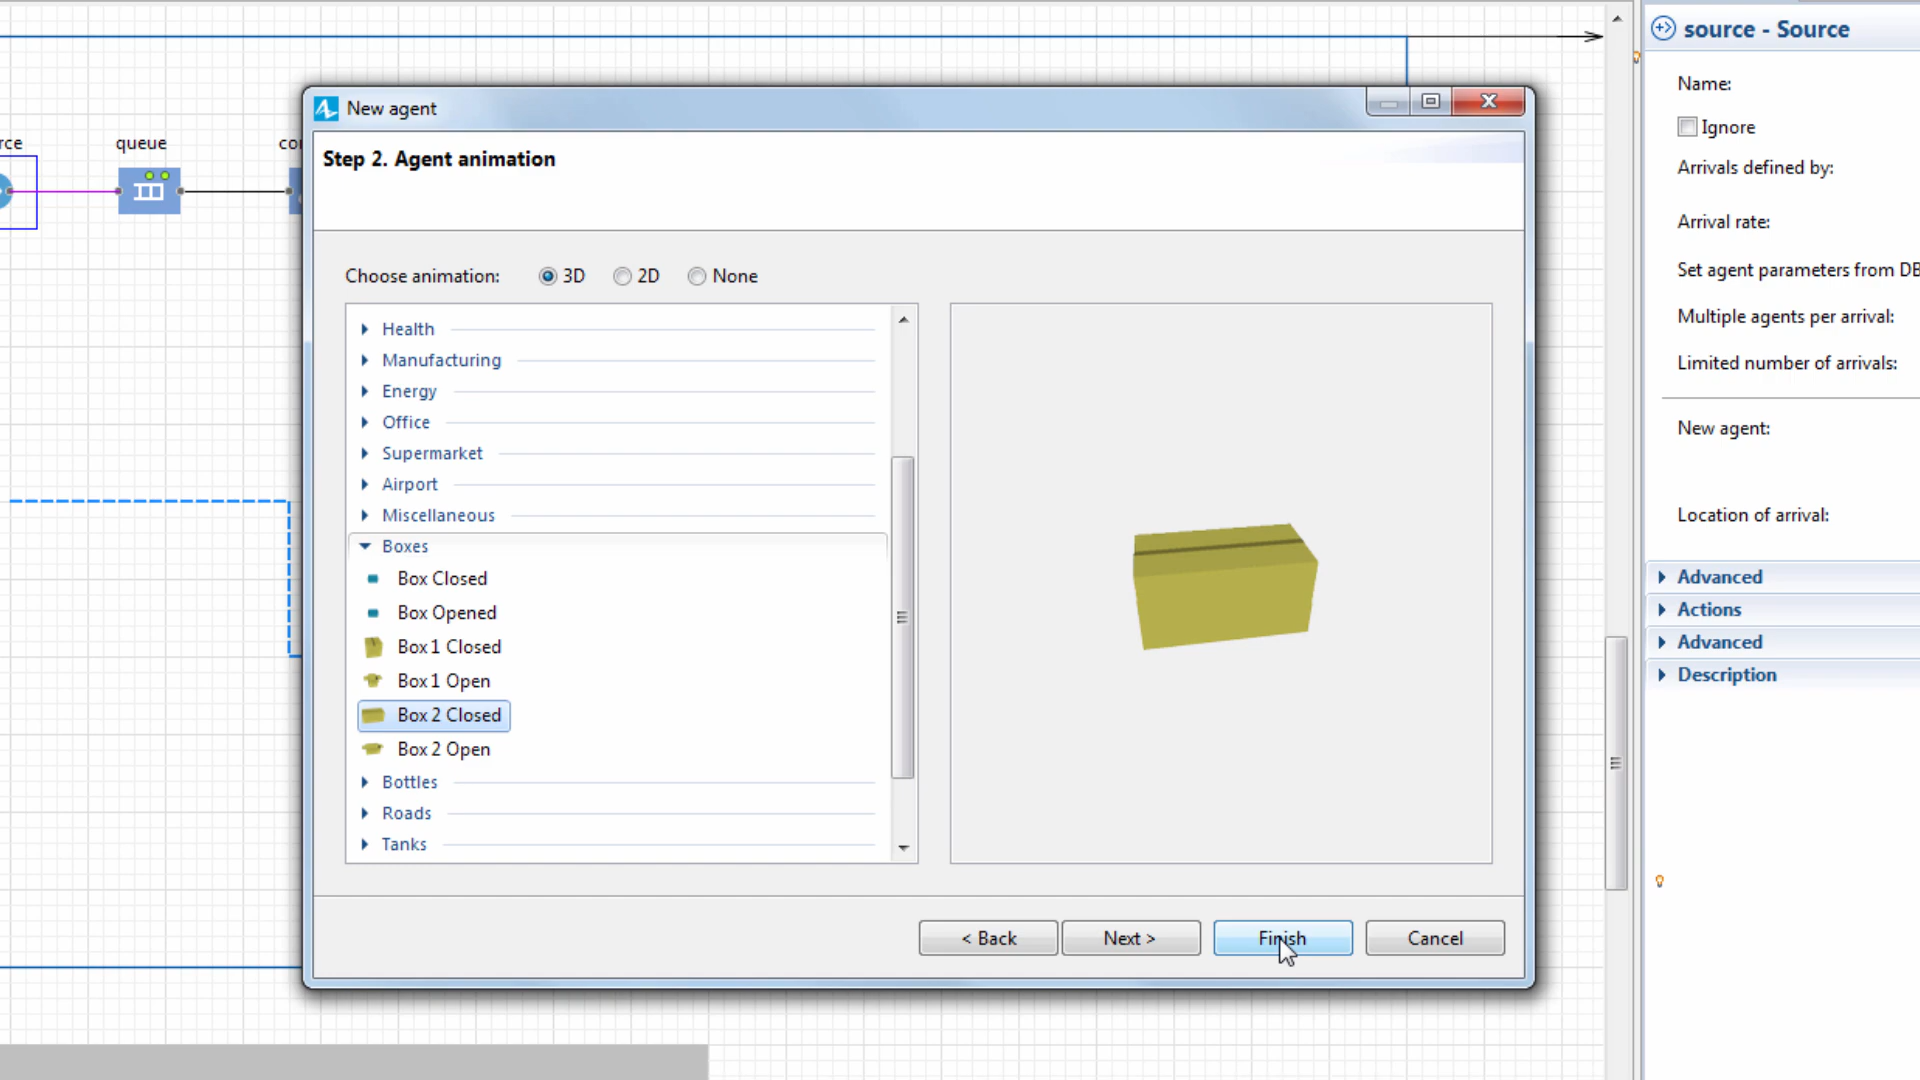 source - Source
Name:
Ignore
Arrivals defined by:
Arrival rate:
Set agent parameters from DB
Multiple agents per arrival:
Limited number of arrivals:
New agent:
Location of arrival:
Advanced
Actions
Advanced
Description
rce
queue
co
New agent
Step 2. Agent animation
Choose animation:
3D
2D
None
Health
Manufacturing
Energy
Office
Supermarket
Airport
Miscellaneous
Boxes
Box Closed
Box Opened
Box 1 Closed
Box 1 Open
Box 2 Closed
Box 2 Open
Bottles
Roads
Tanks
< Back
Next >
Finish
Cancel